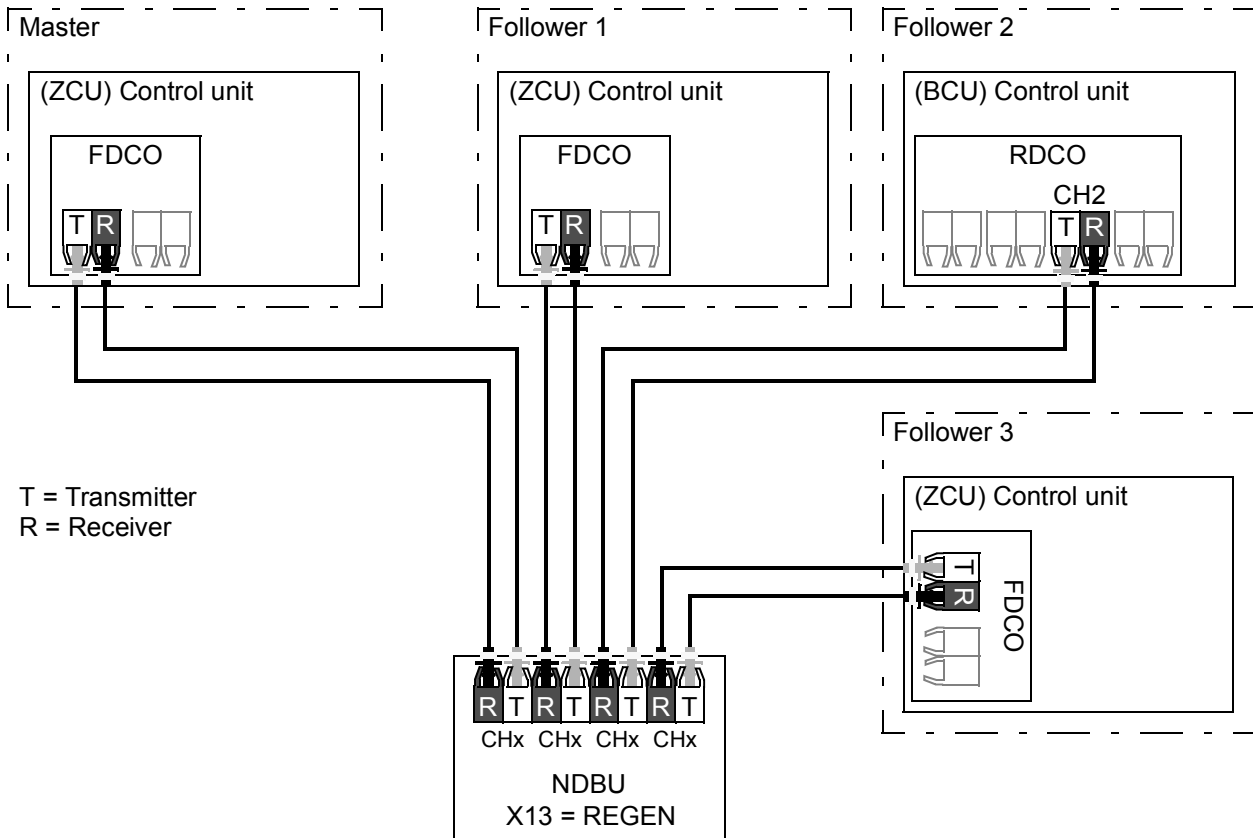 Master
(ZCU) Control unit
FDCO
T R
Follower 1
(ZCU) Control unit
FDCO
T R
Follower 2
(BCU) Control unit
RDCO
CH2
T R
T = Transmitter
R = Receiver
Follower 3
(ZCU) Control unit
T
R
FDCO
R T R T R T R T
CHx CHx CHx CHx
NDBU
X13 = REGEN